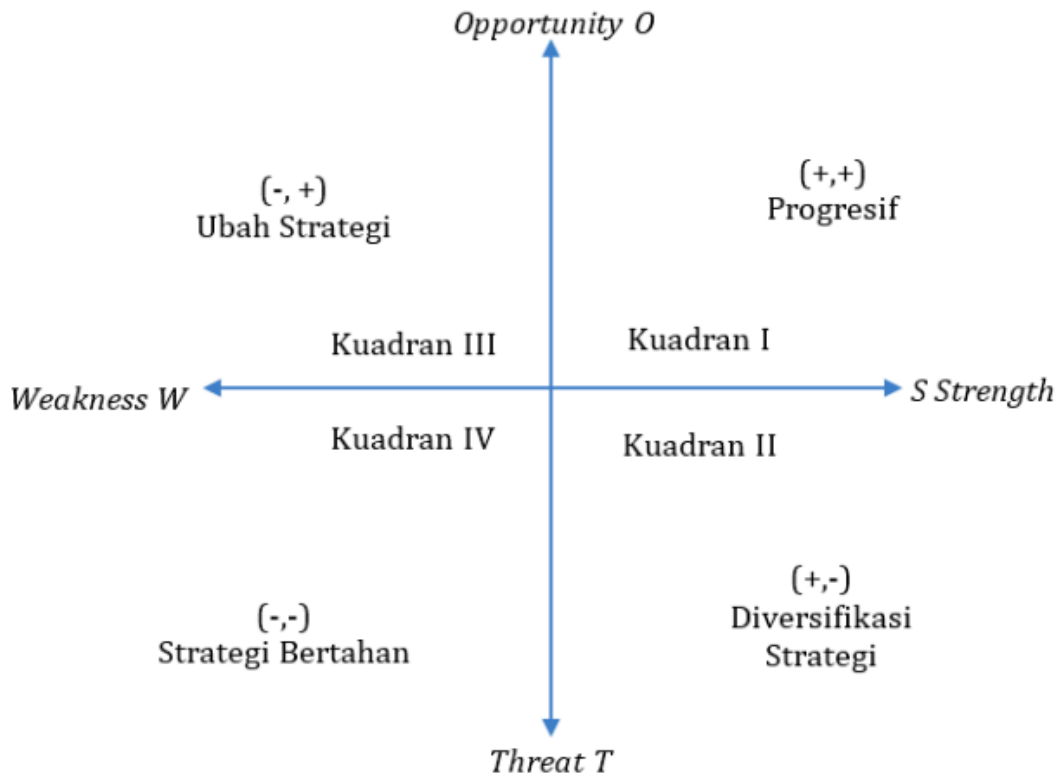 Opportunity O
(-, +)
Ubah Strategi
(+,+)
Progresif
Kuadran III
Kuadran I
Weakness W
S Strength
Kuadran IV
Kuadran II
(-,-)
Strategi Bertahan
(+,-)
Diversifikasi
Strategi
Threat T